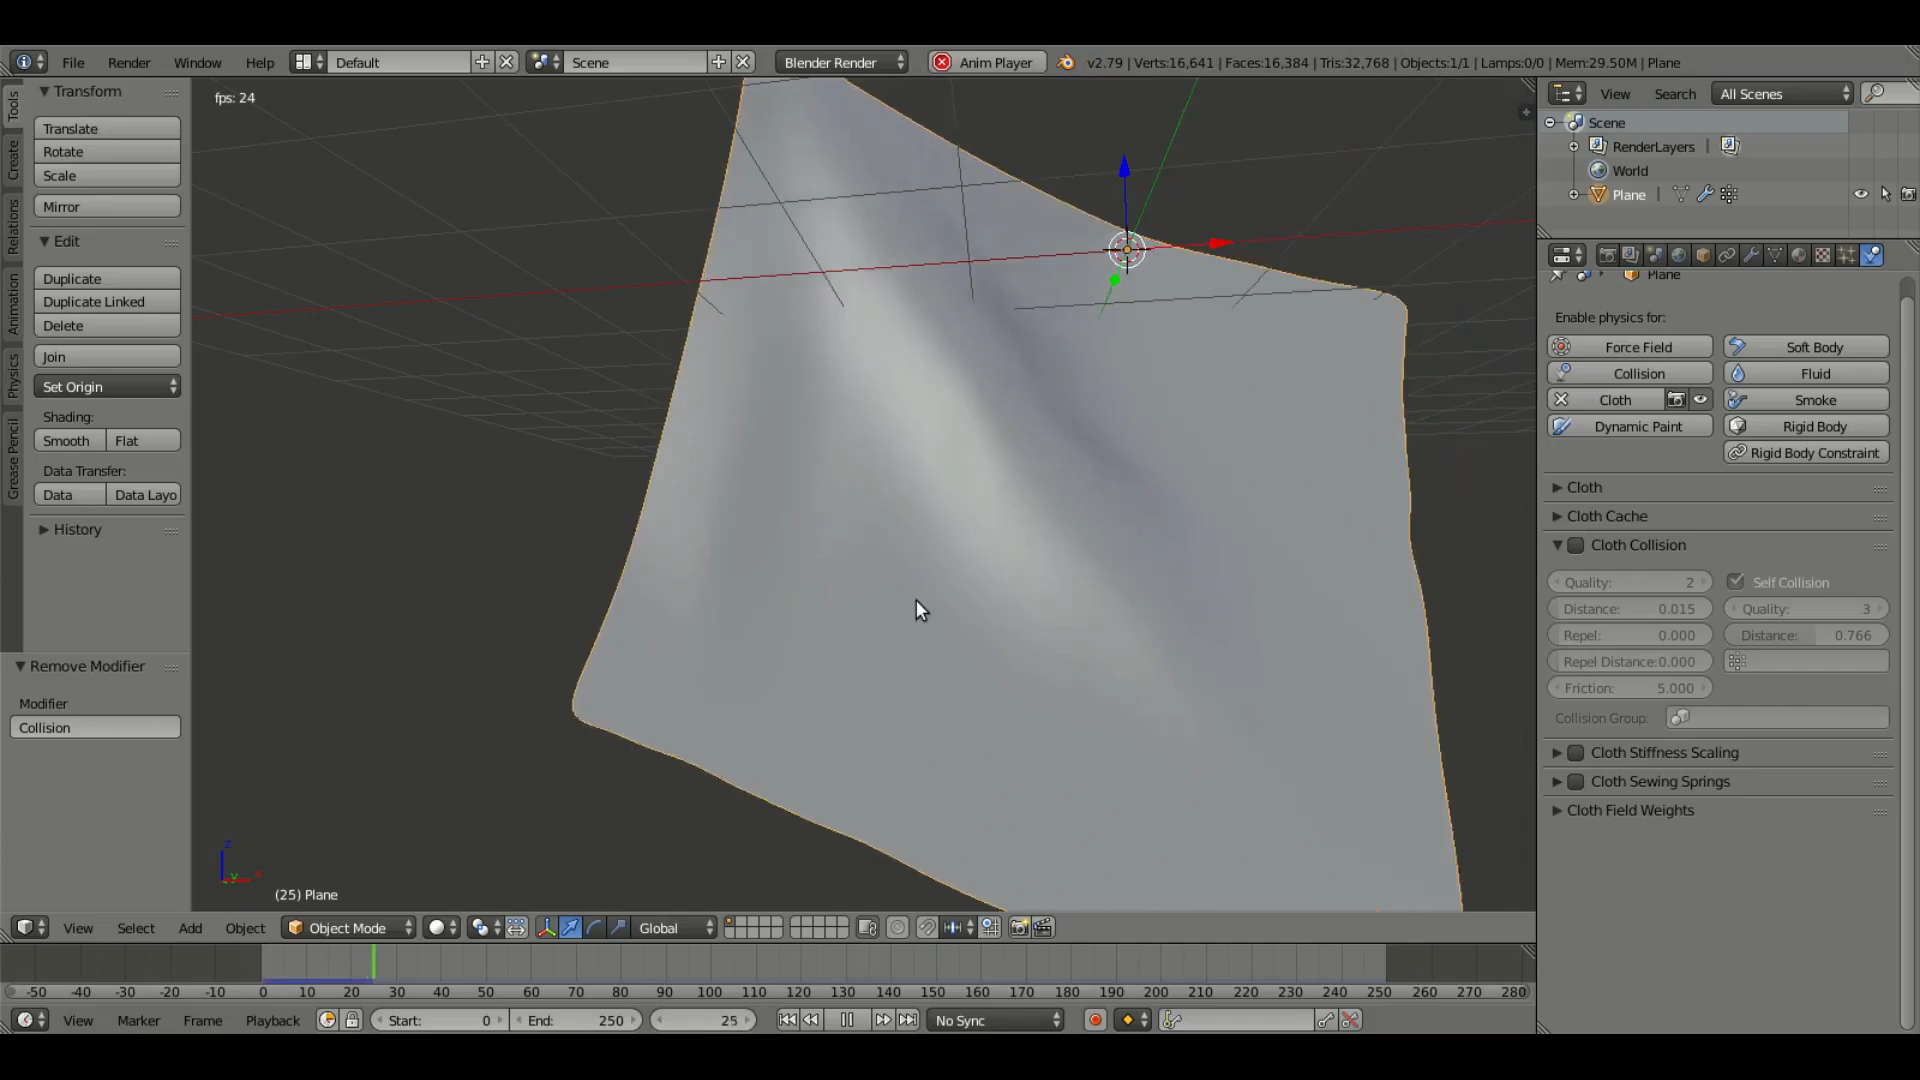 File Render Window Help Default Scene Blender Render Anim Player v2.79 | Verts:16,641 | Faces:16,384 | Tris:32,768 | Objects:1/1 | Lamps:0/0 | Mem:29.50M | Plane
Tools
Create
Relations
Animation
Physics
Grease Pencil
Transform
Translate
Rotate
Scale
Mirror
Edit
Duplicate
Duplicate Linked
Delete
Join
Set Origin
Shading:
Smooth Flat
Data Transfer:
Data Data Layo
History
Remove Modifier
Modifier
Collision
fps: 24
z
y x
(25) Plane
View Search All Scenes
Scene
RenderLayers
World
Plane
Plane
Enable physics for:
Force Field Soft Body
Collision Fluid
Cloth Smoke
Dynamic Paint Rigid Body
Rigid Body Constraint
Cloth
Cloth Cache
Cloth Collision
Quality: 2 Self Collision
Distance: 0.015 Quality: 3
Repel: 0.000 Distance: 0.766
Repel Distance:0.000
Friction: 5.000
Collision Group:
Cloth Stiffness Scaling
Cloth Sewing Springs
Cloth Field Weights
View Select Add Object Object Mode Global
-50 -40 -30 -20 -10 0 10 20 30 40 50 60 70 80 90 100 110 120 130 140 150 160 170 180 190 200 210 220 230 240 250 260 270 280
View Marker Frame Playback Start: 0 End: 250 25 No Sync